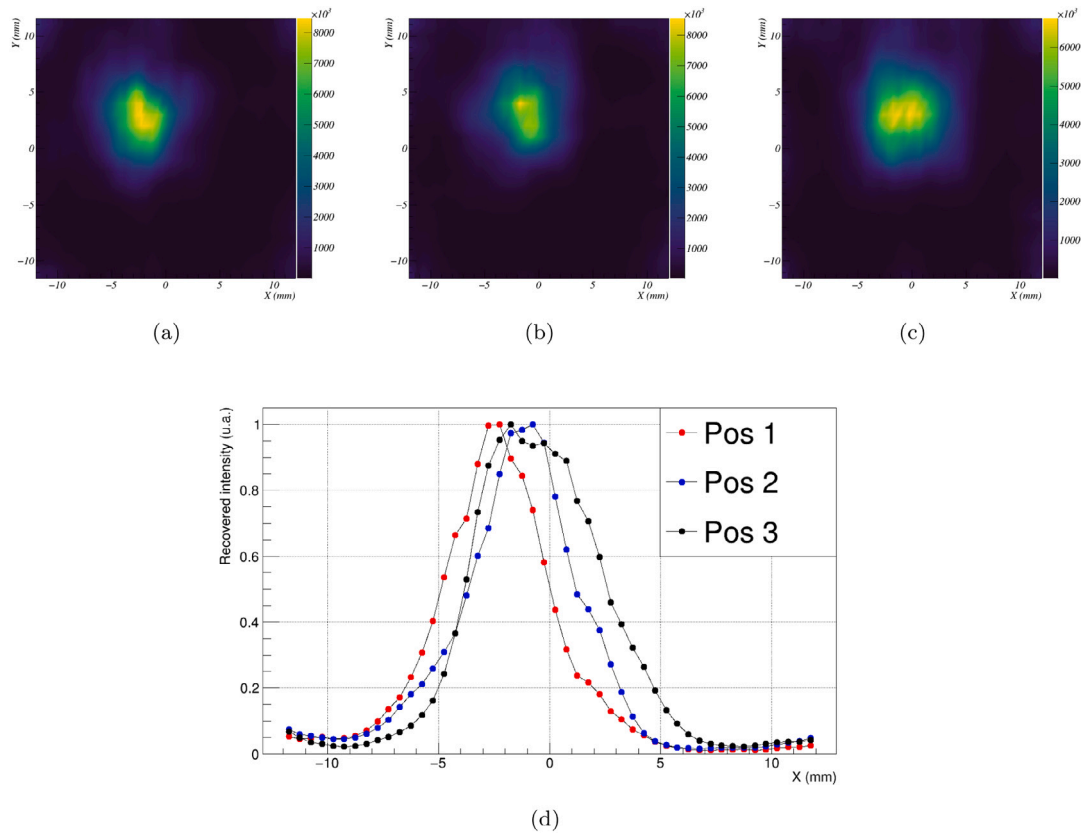 ×10³ ×10³ ×10³
Y (mm) Y (mm) Y (mm)
10 8000 10 8000 10
7000 7000 6000
5 6000 5 6000 5 5000
5000 5000 4000
0 4000 0 4000 0
3000 3000 3000
−5 −5 −5 2000
2000 2000
1000 1000 1000
−10 −10 −10
−10 −5 0 5 10 −10 −5 0 5 10 −10 −5 0 5 10
X (mm) X (mm) X (mm)
(a) (b) (c)
Recovered intensity (u.a.)
1
0.8
0.6
0.4
0.2
0
Pos 1
Pos 2
Pos 3
−10 −5 0 5 10
X (mm)
(d)